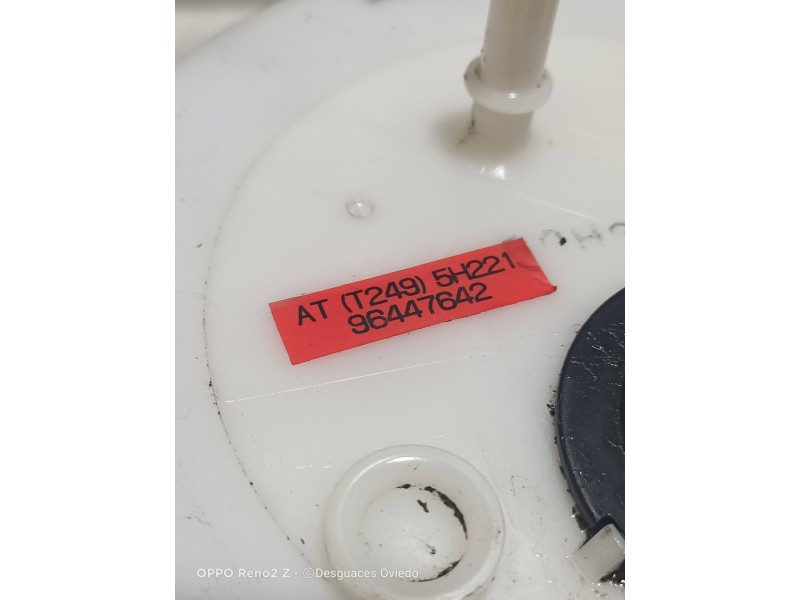 AT (T249) 5H221
96447642
OPPO Reno2 Z • ©Desguaces Oviedo